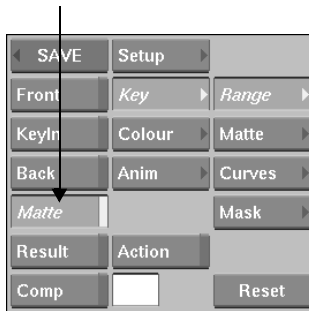 SAVE Setup
Front Key Range
KeyIn Colour Matte
Back Anim Curves
Matte Mask
Result Action
Comp Reset